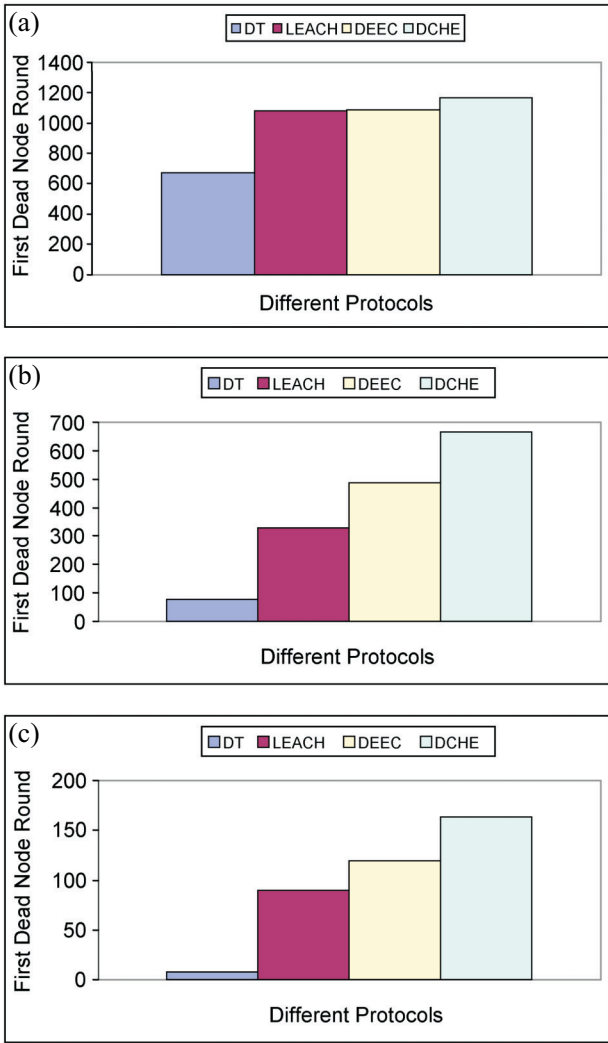 (a)
DT LEACH DEEC DCHE
First Dead Node Round
1400
1200
1000
800
600
400
200
0
Different Protocols
(b)
DT LEACH DEEC DCHE
First Dead Node Round
700
600
500
400
300
200
100
0
Different Protocols
(c)
DT LEACH DEEC DCHE
First Dead Node Round
200
150
100
50
0
Different Protocols